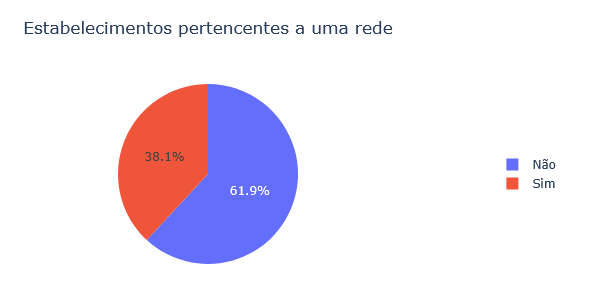 Estabelecimentos pertencentes a uma rede
38.1%
61.9%
Não
Sim